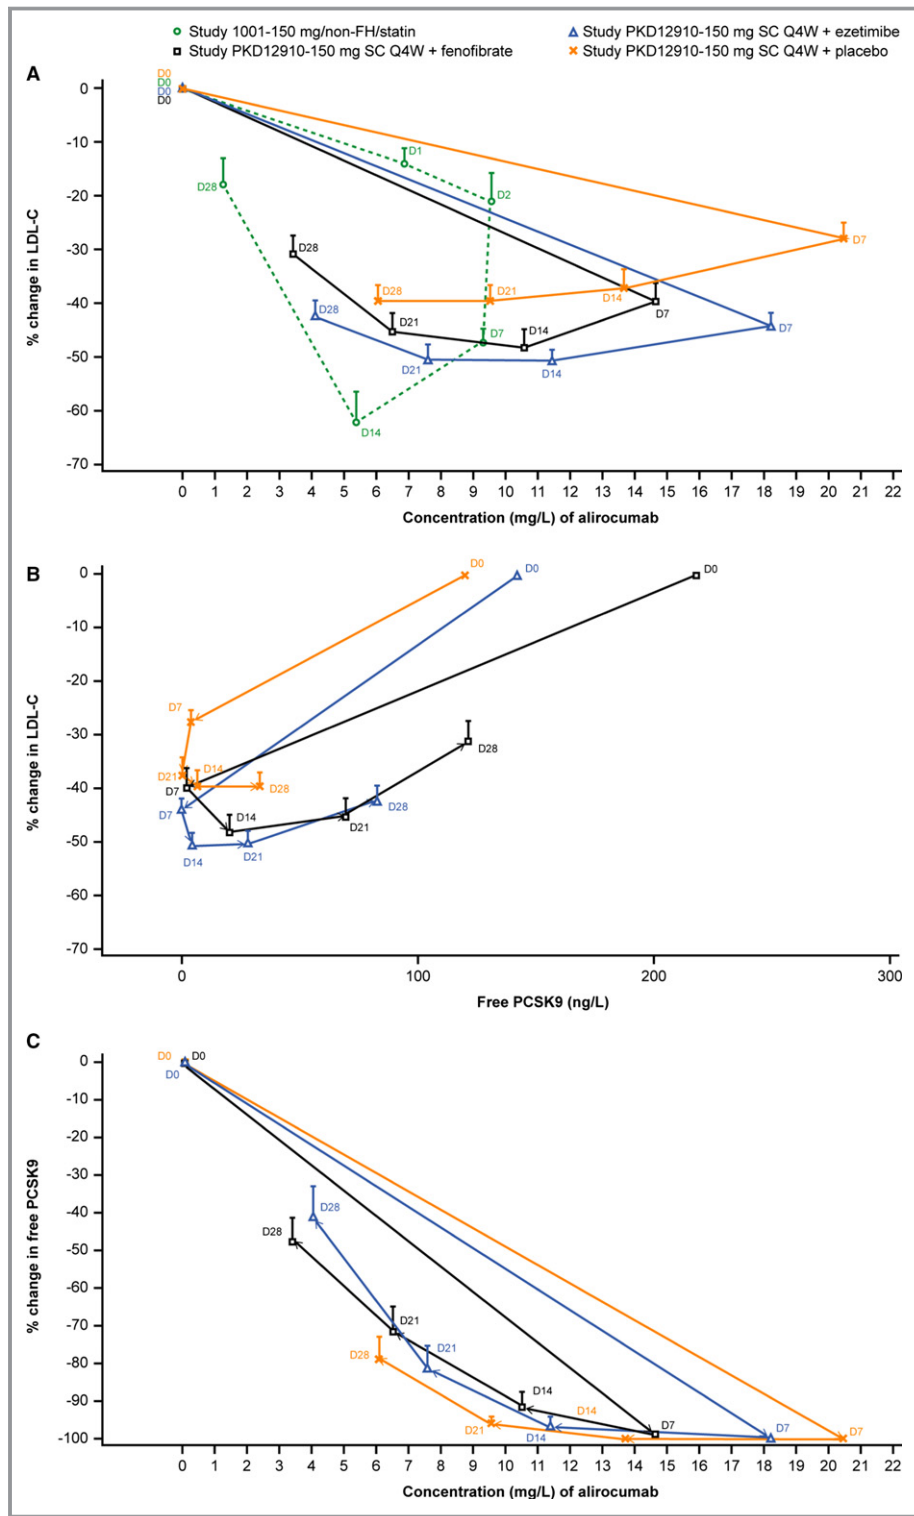 Study 1001-150 mg/non-FH/statin
Study PKD12910-150 mg SC Q4W + ezetimibe
Study PKD12910-150 mg SC Q4W + fenofibrate
Study PKD12910-150 mg SC Q4W + placebo
A
% change in LDL-C
0
-10
-20
-30
-40
-50
-60
-70
D0
D0
D0
D0
D1
D28
D2
D7
D28
D28
D21
D14
D28
D7
D21
D7
D14
D7
D21
D14
D14
0 1 2 3 4 5 6 7 8 9 10 11 12 13 14 15 16 17 18 19 20 21 22
Concentration (mg/L) of alirocumab
B
% change in LDL-C
0
-10
-20
-30
-40
-50
-60
-70
D0
D0
D0
D7
D28
D14
D21
D28
D7
D28
D7
D14
D21
D14
D21
0 100 200 300
Free PCSK9 (ng/L)
C
% change in free PCSK9
0
-10
-20
-30
-40
-50
-60
-70
-80
-90
-100
D0
D0
D0
D28
D28
D21
D21
D28
D14
D14
D21
D7
D7
D7
D14
0 1 2 3 4 5 6 7 8 9 10 11 12 13 14 15 16 17 18 19 20 21 22
Concentration (mg/L) of alirocumab